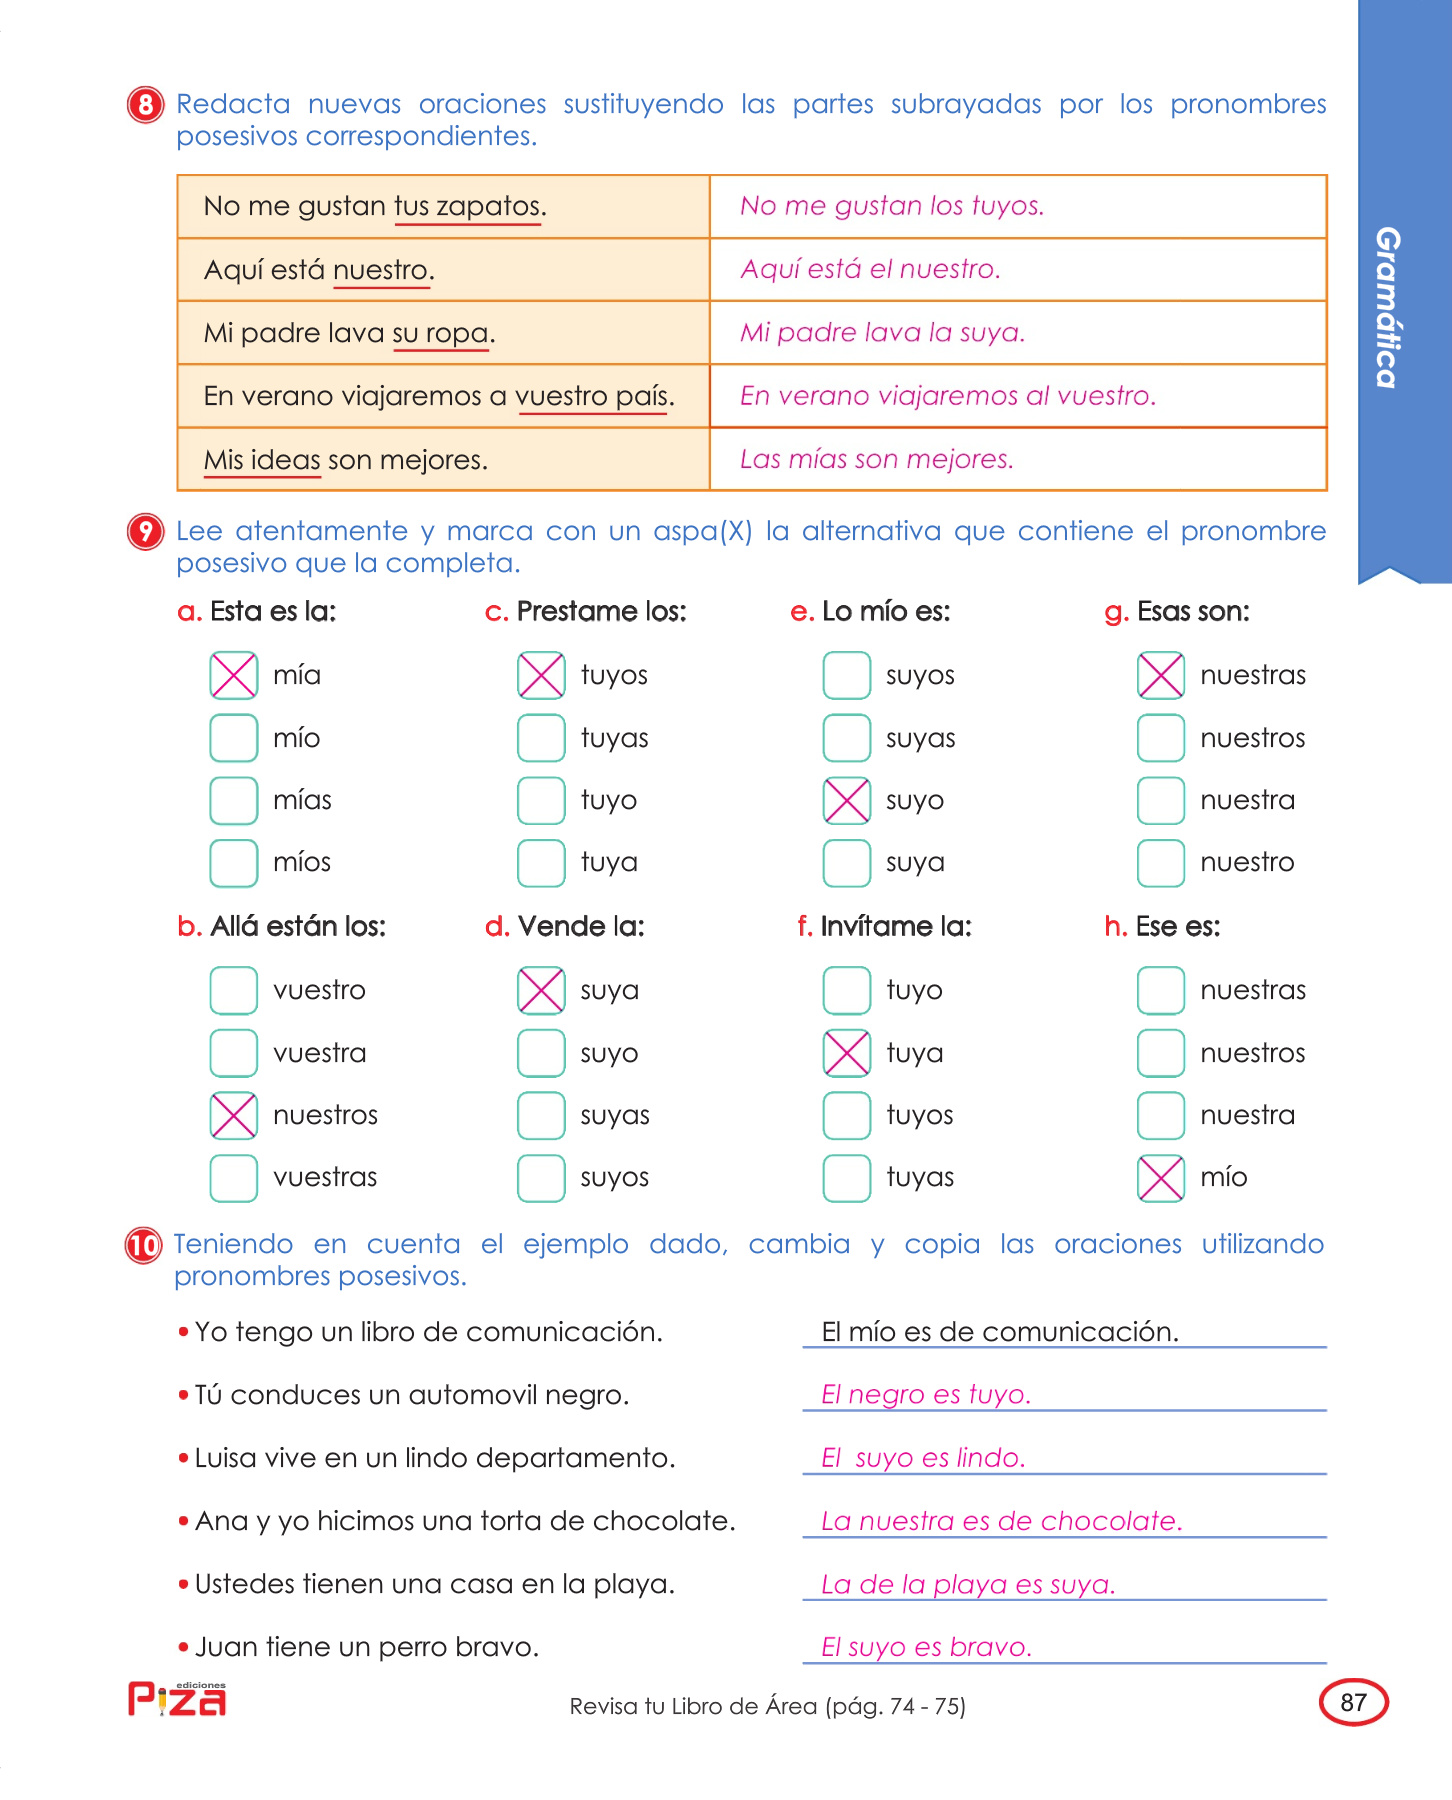 8 Redacta nuevas oraciones sustituyendo las partes subrayadas por los pronombres
posesivos correspondientes.
No me gustan tus zapatos. No me gustan los tuyos.
Aquí está nuestro. Aquí está el nuestro.
Mi padre lava su ropa. Mi padre lava la suya.
En verano viajaremos a vuestro país. En verano viajaremos al vuestro.
Mis ideas son mejores. Las mías son mejores.
Gramática
9 Lee atentamente y marca con un aspa(X) la alternativa que contiene el pronombre
posesivo que la completa.
a. Esta es la:
mía
mío
mías
míos
c. Prestame los:
tuyos
tuyas
tuyo
tuya
e. Lo mío es:
suyos
suyas
suyo
suya
g. Esas son:
nuestras
nuestros
nuestra
nuestro
b. Allá están los:
vuestro
vuestra
nuestros
vuestras
d. Vende la:
suya
suyo
suyas
suyos
f. Invítame la:
tuyo
tuya
tuyos
tuyas
h. Ese es:
nuestras
nuestros
nuestra
mío
10 Teniendo en cuenta el ejemplo dado, cambia y copia las oraciones utilizando
pronombres posesivos.
• Yo tengo un libro de comunicación. El mío es de comunicación.
• Tú conduces un automovil negro. El negro es tuyo.
• Luisa vive en un lindo departamento. El suyo es lindo.
• Ana y yo hicimos una torta de chocolate. La nuestra es de chocolate.
• Ustedes tienen una casa en la playa. La de la playa es suya.
• Juan tiene un perro bravo. El suyo es bravo.
ediciones
Piza
Revisa tu Libro de Área (pág. 74 - 75)
87